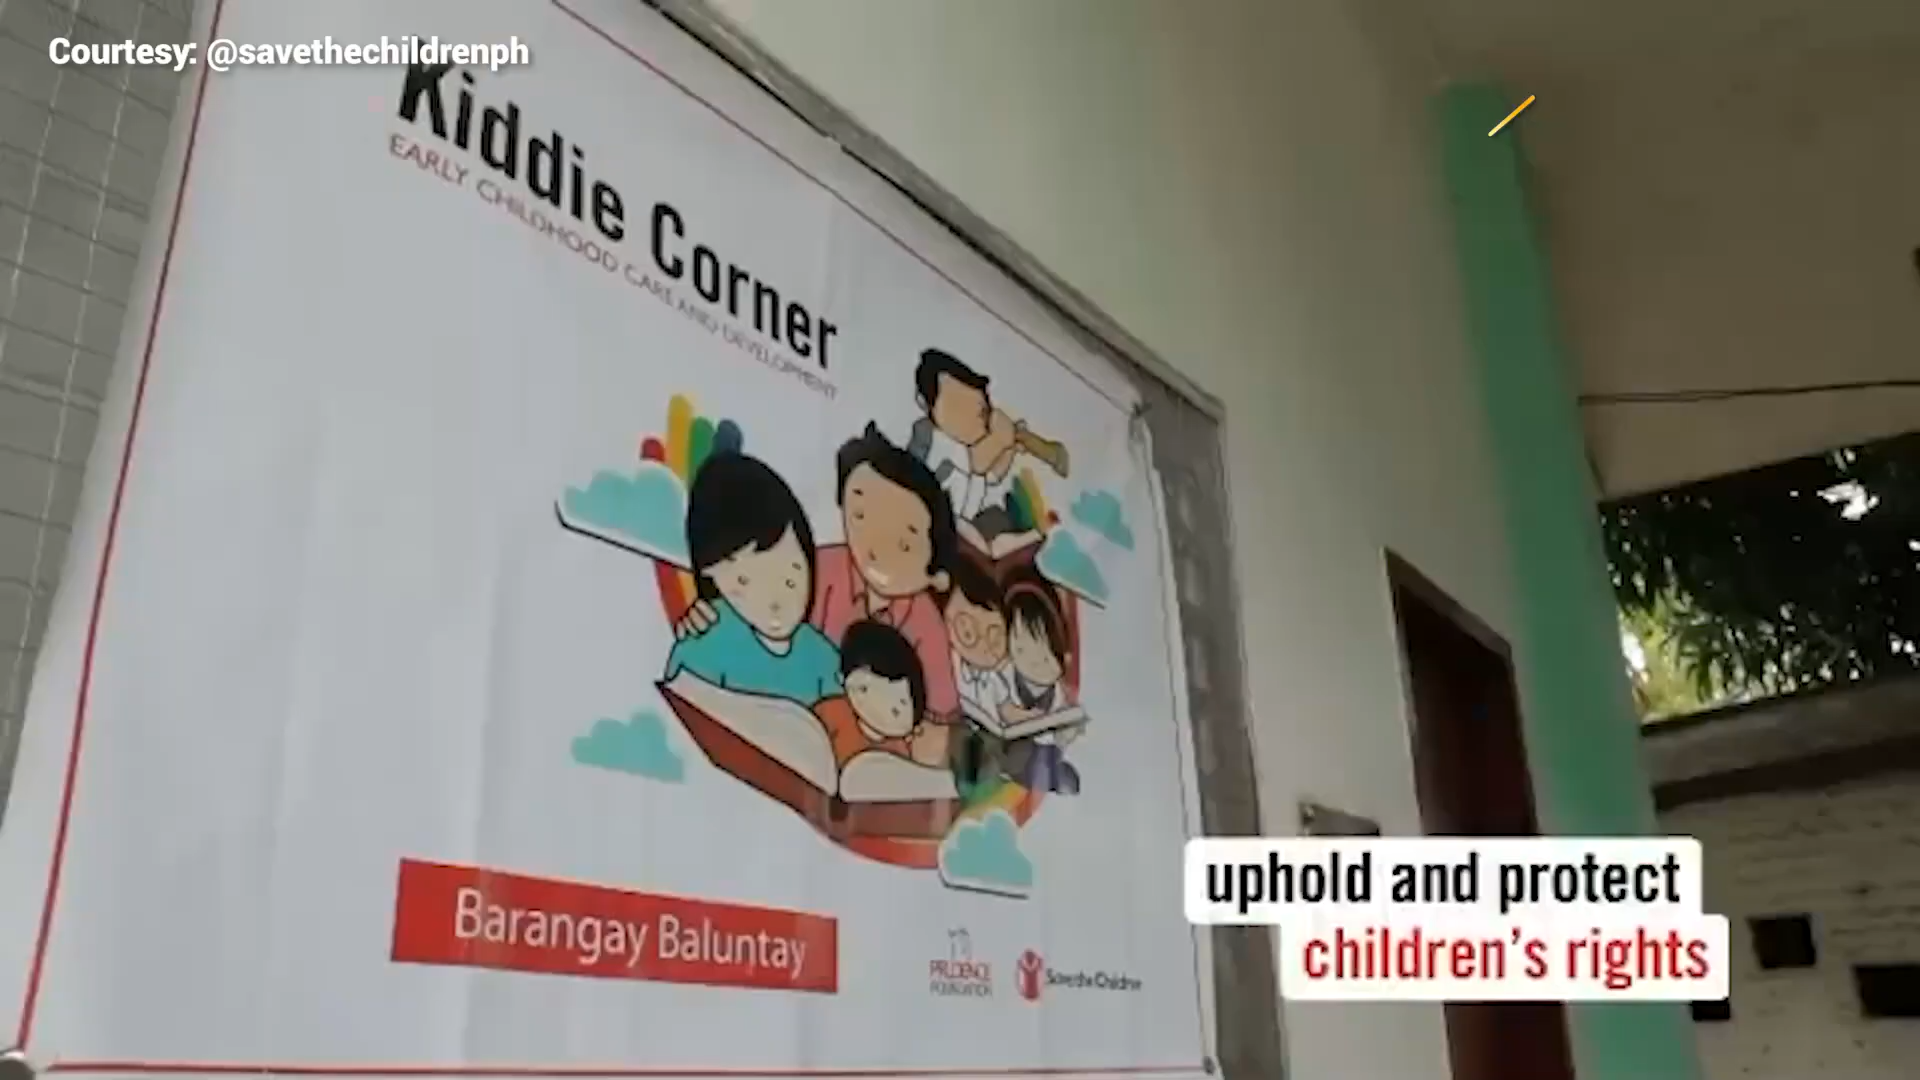 Courtesy: @savethechildrenph
Kiddie Corner
EARLY CHILDHOOD CARE AND DEVELOPMENT
Barangay Baluntay
PRUDENCE
FOUNDATION
Save the Children
uphold and protect
children's rights